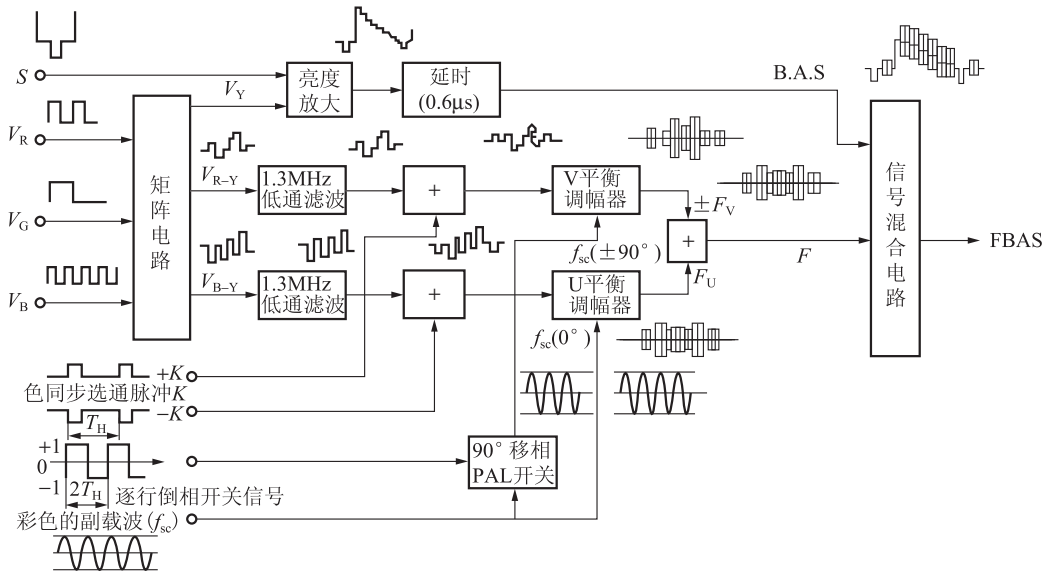 S
V_R
V_G
V_B
矩阵电路
V_Y
亮度
放大
延时
(0.6μs)
B.A.S
V_R–Y
1.3MHz
低通滤波
+
V平衡
调幅器
±F_V
f_sc(±90°)
+
F
信号混合电路
FBAS
V_B–Y
1.3MHz
低通滤波
+
U平衡
调幅器
F_U
f_sc(0°)
+K
色同步选通脉冲K
−K
T_H
+1
0
−1
2T_H
逐行倒相开关信号
90°移相
PAL开关
彩色的副载波(f_sc)